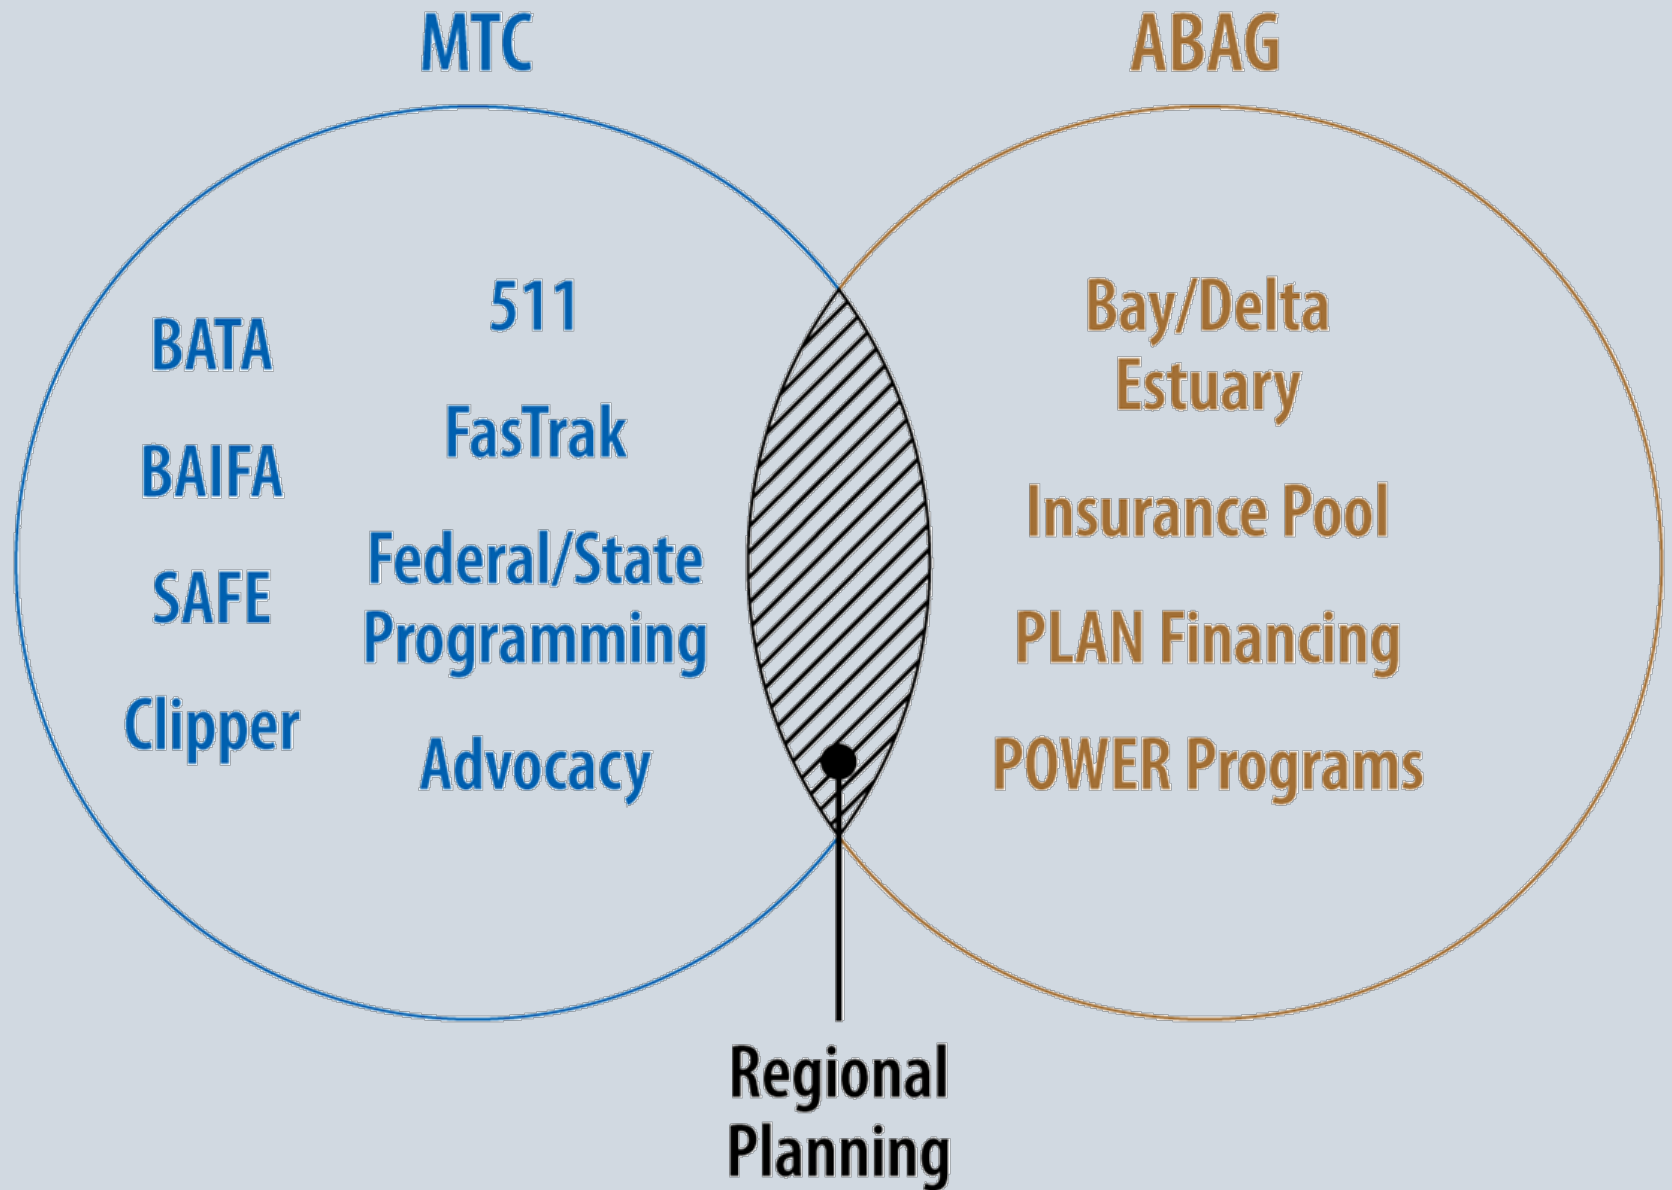 MTC
ABAG
BATA
BAIFA
SAFE
Clipper
511
FasTrak
Federal/State
Programming
Advocacy
Bay/Delta
Estuary
Insurance Pool
PLAN Financing
POWER Programs
Regional
Planning